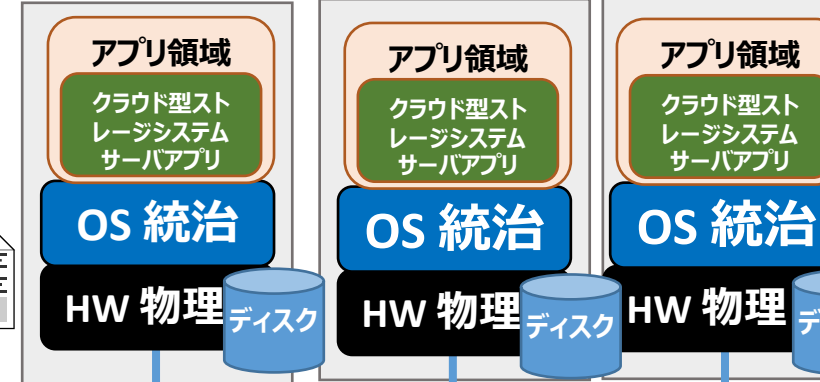 アプリ領域
クラウド型スト
レージシステム
サーバアプリ
OS 統治
HW 物理
ディスク
アプリ領域
クラウド型スト
レージシステム
サーバアプリ
OS 統治
HW 物理
ディスク
アプリ領域
クラウド型スト
レージシステム
サーバアプリ
OS 統治
HW 物理